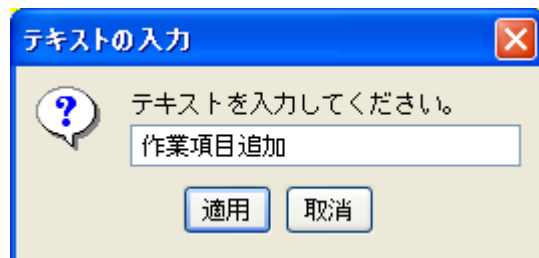 テキストの入力
テキストを入力してください。
作業項目追加
適用 取消